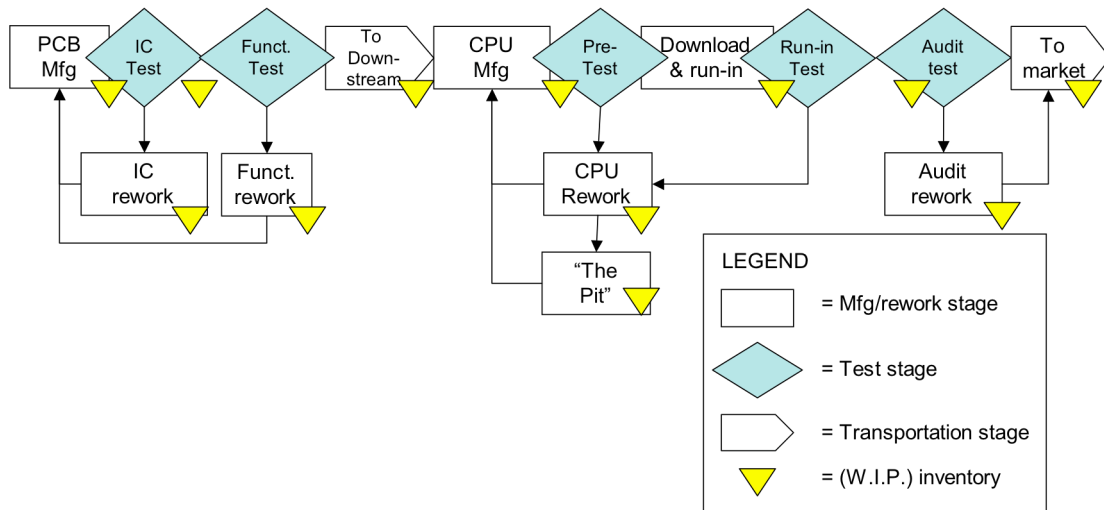 PCB
Mfg
IC
Test
Funct.
Test
To
Down-
stream
CPU
Mfg
Pre-
Test
Download
& run-in
Run-in
Test
Audit
test
To
market
IC
rework
Funct.
rework
CPU
Rework
Audit
rework
“The
Pit”
LEGEND
= Mfg/rework stage
= Test stage
= Transportation stage
= (W.I.P.) inventory